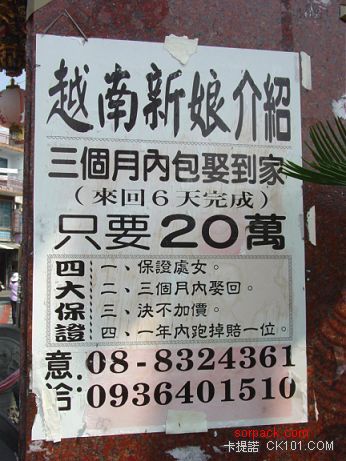 越南新娘介紹
三個月內包娶到家
（來回6天完成）
只要20萬
四大保證
一、保證處女。
二、三個月內娶回。
三、決不加價。
四、一年內跑掉賠一位。
意洽:
08-8324361
0936401510
sorpack.com
卡提諾 CK101.COM